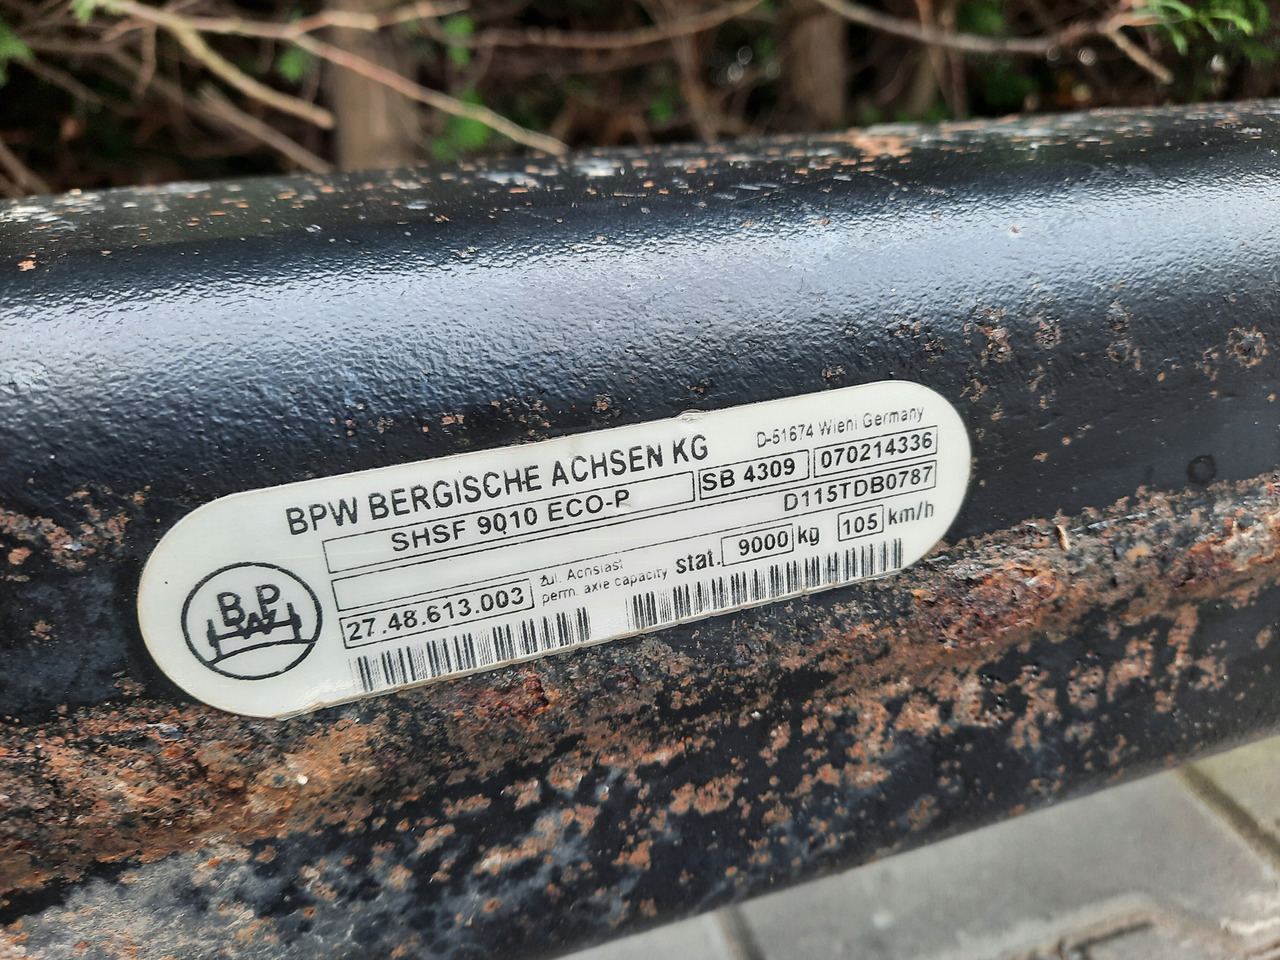 BPW BERGISCHE ACHSEN KG
D-51674 Wiehl Germany
SHSF 9010 ECO-P
SB 4309
070214336
D115TDB0787
27.48.613.003
zul. Achslast
perm. axle capacity
stat. 9000 kg 105 km/h
BPW